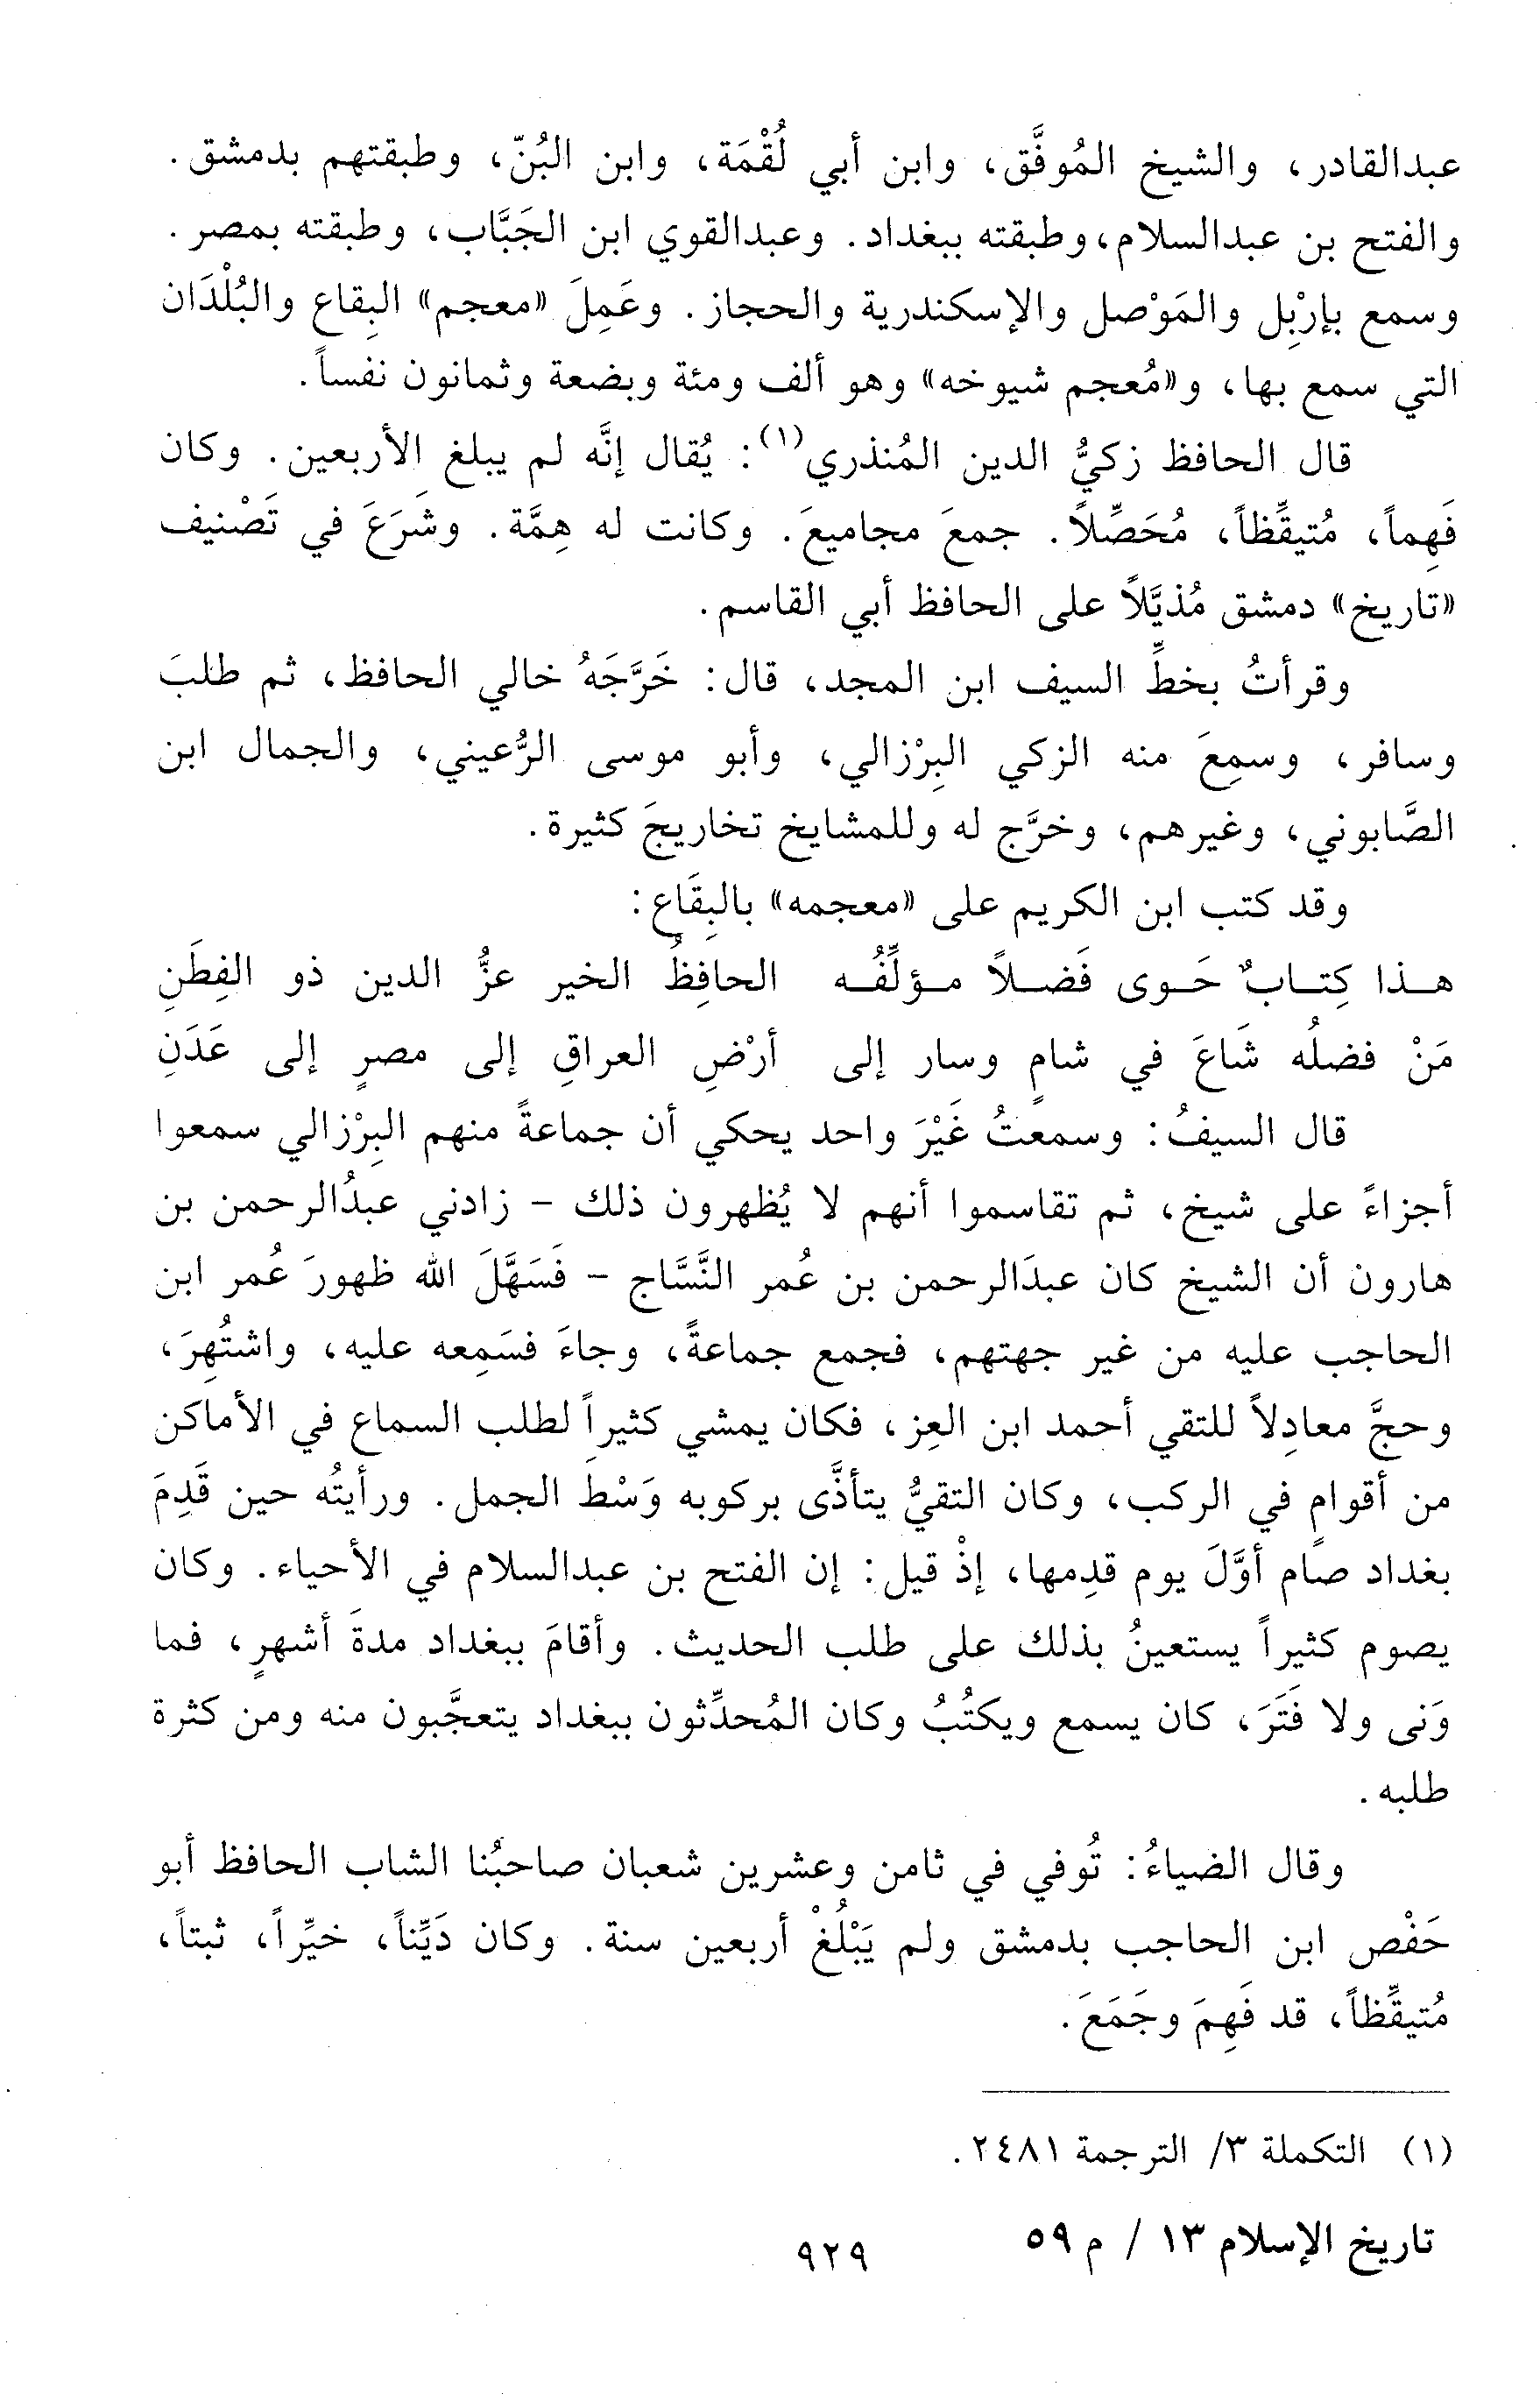 عبدالقادر، والشيخ المُوفَّق، وابن أبي لُقْمَة، وابن البُنّ، وطبقتهم بدمشق.
والفتح بن عبدالسلام، وطبقته ببغداد. وعبدالقوي ابن الجَبَّاب، وطبقته بمصر.
وسمع بإرْبِل والمَوْصل والإسكندرية والحجاز. وعَمِلَ «معجم» البِقاع والبُلْدَان
التي سمع بها، و«مُعجم شيوخه» وهو ألف ومئة وبضعة وثمانون نفساً.
قال الحافظ زكيُّ الدين المُنذري(١): يُقال إنَّه لم يبلغ الأربعين. وكان
فَهِماً، مُتيقِّظاً، مُحَصِّلاً. جمعَ مجاميعَ. وكانت له هِمَّة. وشَرَعَ في تَصْنيف
«تاريخ» دمشق مُذيَّلاً على الحافظ أبي القاسم.
وقرأتُ بخطِّ السيف ابن المجد، قال: خَرَّجَهُ خالي الحافظ، ثم طلبَ
وسافر، وسمِعَ منه الزكي البِرْزالي، وأبو موسى الرُّعيني، والجمال ابن
الصَّابوني، وغيرهم، وخرَّج له وللمشايخ تخاريجَ كثيرة.
وقد كتب ابن الكريم على «معجمه» بالبِقَاع:
هـذا كِتـابٌ حَـوى فَضـلاً مـؤلِّفُـه الحافِظُ الخير عزُّ الدين ذو الفِطَنِ
مَنْ فضلُه شَاعَ في شامٍ وسار إلى أرْضِ العراقِ إلى مصرٍ إلى عَدَنِ
قال السيفُ: وسمعتُ غَيْرَ واحد يحكي أن جماعةً منهم البِرْزالي سمعوا
أجزاءً على شيخ، ثم تقاسموا أنهم لا يُظهرون ذلك - زادني عبدُالرحمن بن
هارون أن الشيخ كان عبدَالرحمن بن عُمر النَّسَّاج - فَسَهَّلَ الله ظهورَ عُمر ابن
الحاجب عليه من غير جهتهم، فجمع جماعةً، وجاءَ فسَمِعه عليه، واشتُهِرَ،
وحجَّ معادِلاً للتقي أحمد ابن العِز، فكان يمشي كثيراً لطلب السماع في الأماكن
من أقوامٍ في الركب، وكان التقيُّ يتأذَّى بركوبه وَسْطَ الجمل. ورأيتُه حين قَدِمَ
بغداد صام أوَّلَ يوم قدِمها، إذْ قيل: إن الفتح بن عبدالسلام في الأحياء. وكان
يصوم كثيراً يستعينُ بذلك على طلب الحديث. وأقامَ ببغداد مدةَ أشهرٍ، فما
وَنى ولا فَتَرَ، كان يسمع ويكتُبُ وكان المُحدِّثون ببغداد يتعجَّبون منه ومن كثرة
طلبه.
وقال الضياءُ: تُوفي في ثامن وعشرين شعبان صاحبُنا الشاب الحافظ أبو
حَفْص ابن الحاجب بدمشق ولم يَبْلُغْ أربعين سنة. وكان دَيِّناً، خيِّراً، ثبتاً،
مُتيقِّظاً، قد فَهِمَ وجَمَعَ.
(١) التكملة ٣/ الترجمة ٢٤٨١.
تاريخ الإسلام ١٣ / م ٥٩
٩٢٩